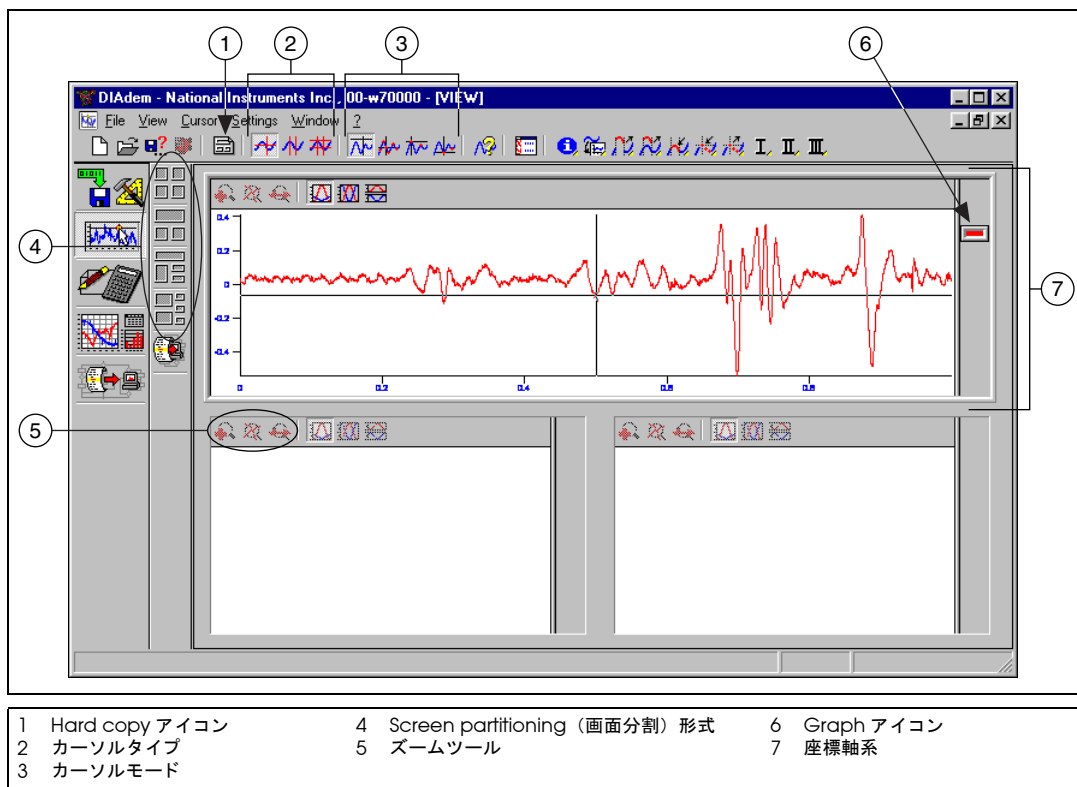 1 2 3 6
DIAdem - National Instruments Inc., 00-w70000 - [VIEW]
File View Cursor Settings Window ?
I II III
4
7
5
0.4
0.2
0
-0.2
-0.4
0 0.2 0.4 0.6 0.8
1 Hard copy アイコン
2 カーソルタイプ
3 カーソルモード
4 Screen partitioning（画面分割）形式
5 ズームツール
6 Graph アイコン
7 座標軸系